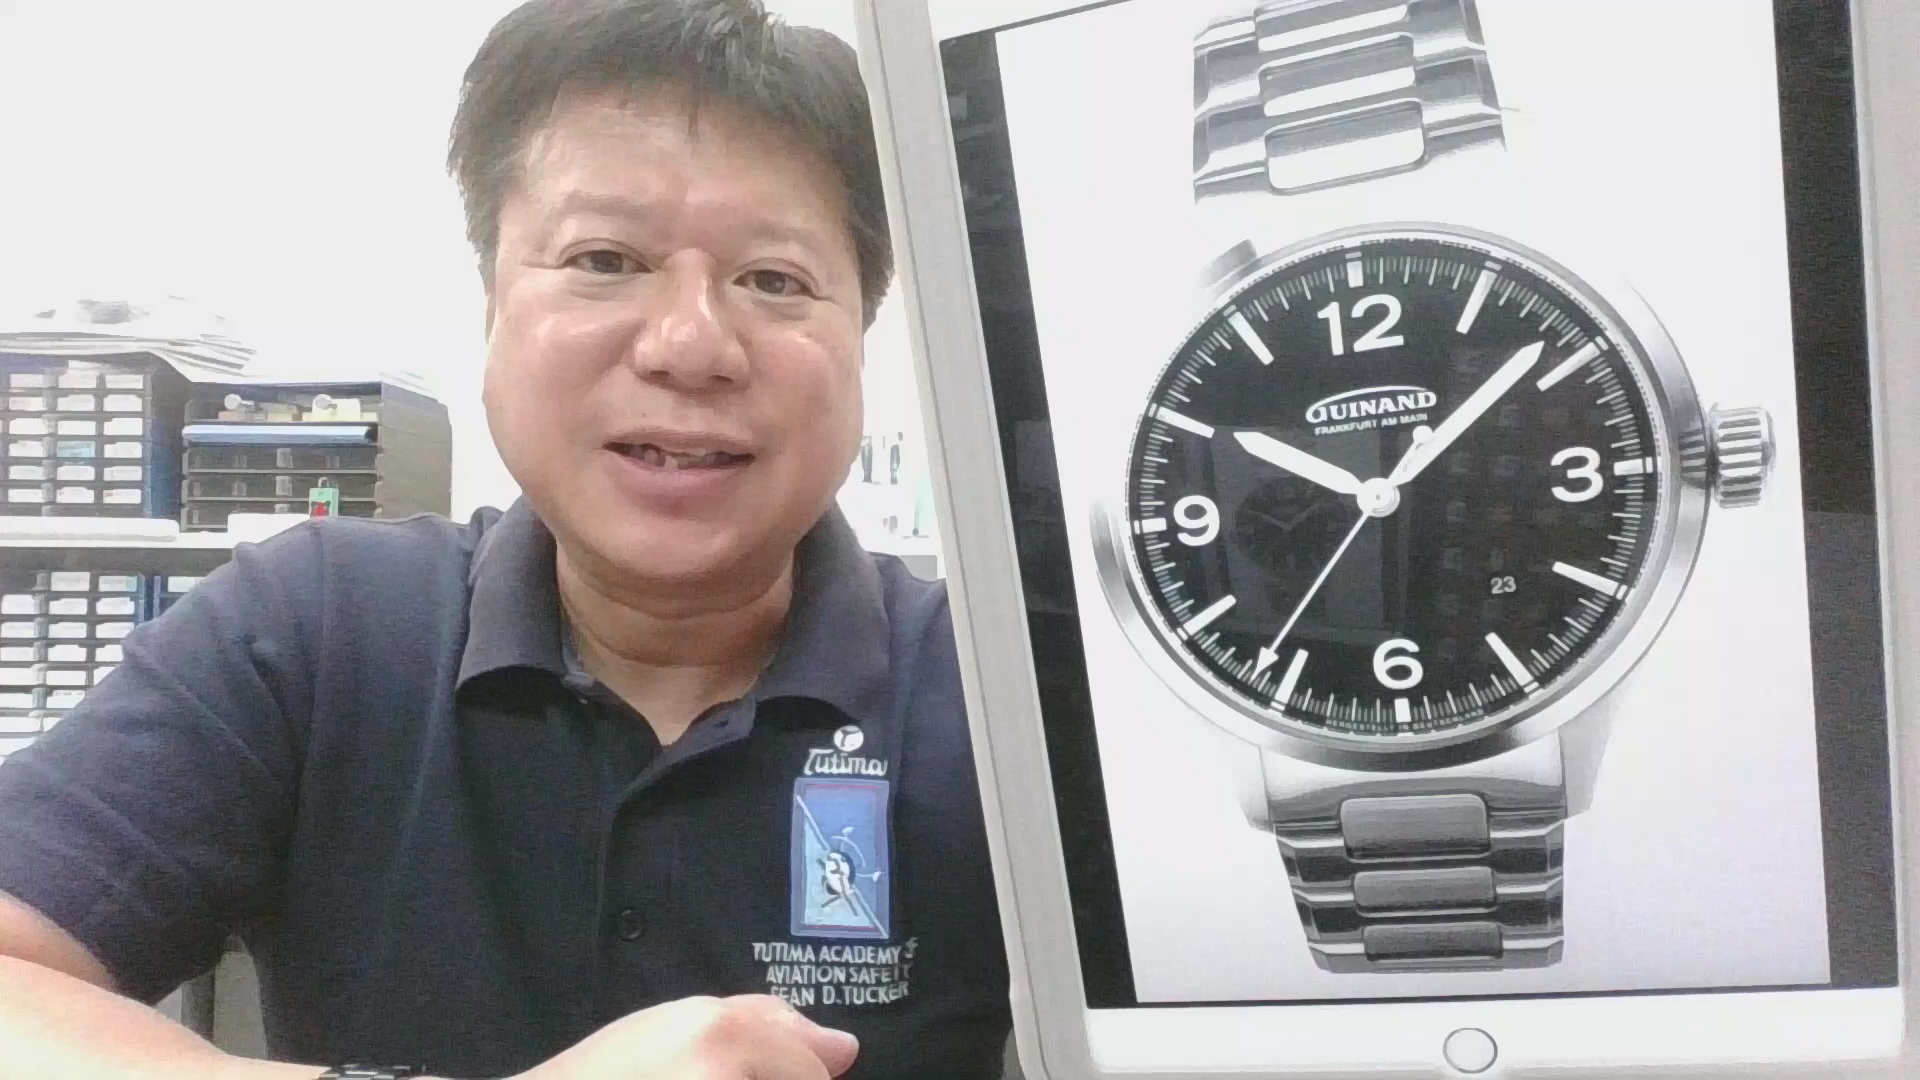 Tutima
TUTIMA ACADEMY OF
AVIATION SAFETY
SEAN D.TUCKER
12
GUINAND
FRANKFURT AM MAIN
3
9
23
6
HERGESTELLT IN DEUTSCHLAND